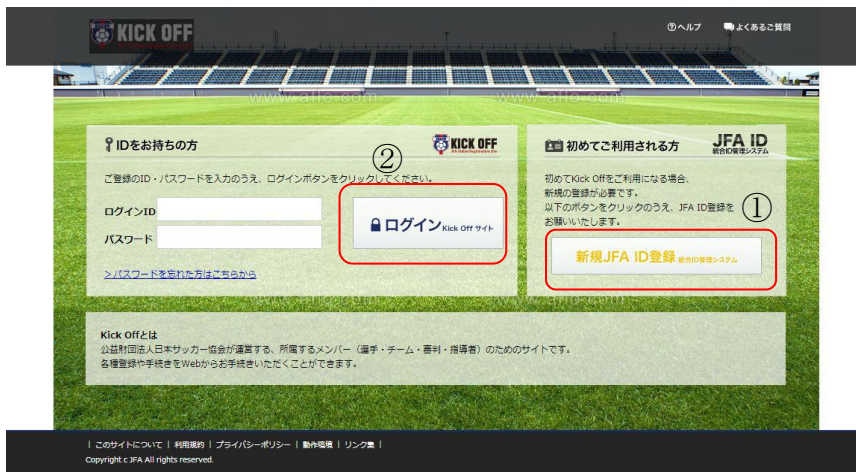 KICK OFF
ヘルプ
よくあるご質問
www.aflo.com
www.aflo.com
IDをお持ちの方
KICK OFF
②
ご登録のID・パスワードを入力のうえ、ログインボタンをクリックしてください。
ログインID
パスワード
ログイン Kick Off サイト
>パスワードを忘れた方はこちらから
初めてご利用される方
JFA ID
統合ID管理システム
初めてKick Offをご利用になる場合、
新規の登録が必要です。
以下のボタンをクリックのうえ、JFA ID登録を
お願いいたします。
①
新規JFA ID登録 統合ID管理システム
Kick Offとは
公益財団法人日本サッカー協会が運営する、所属するメンバー（選手・チーム・審判・指導者）のためのサイトです。
各種登録や手続きをWebからお手続きいただくことができます。
| このサイトについて | 利用規約 | プライバシーポリシー | 動作環境 | リンク集 |
Copyright c JFA All rights reserved.